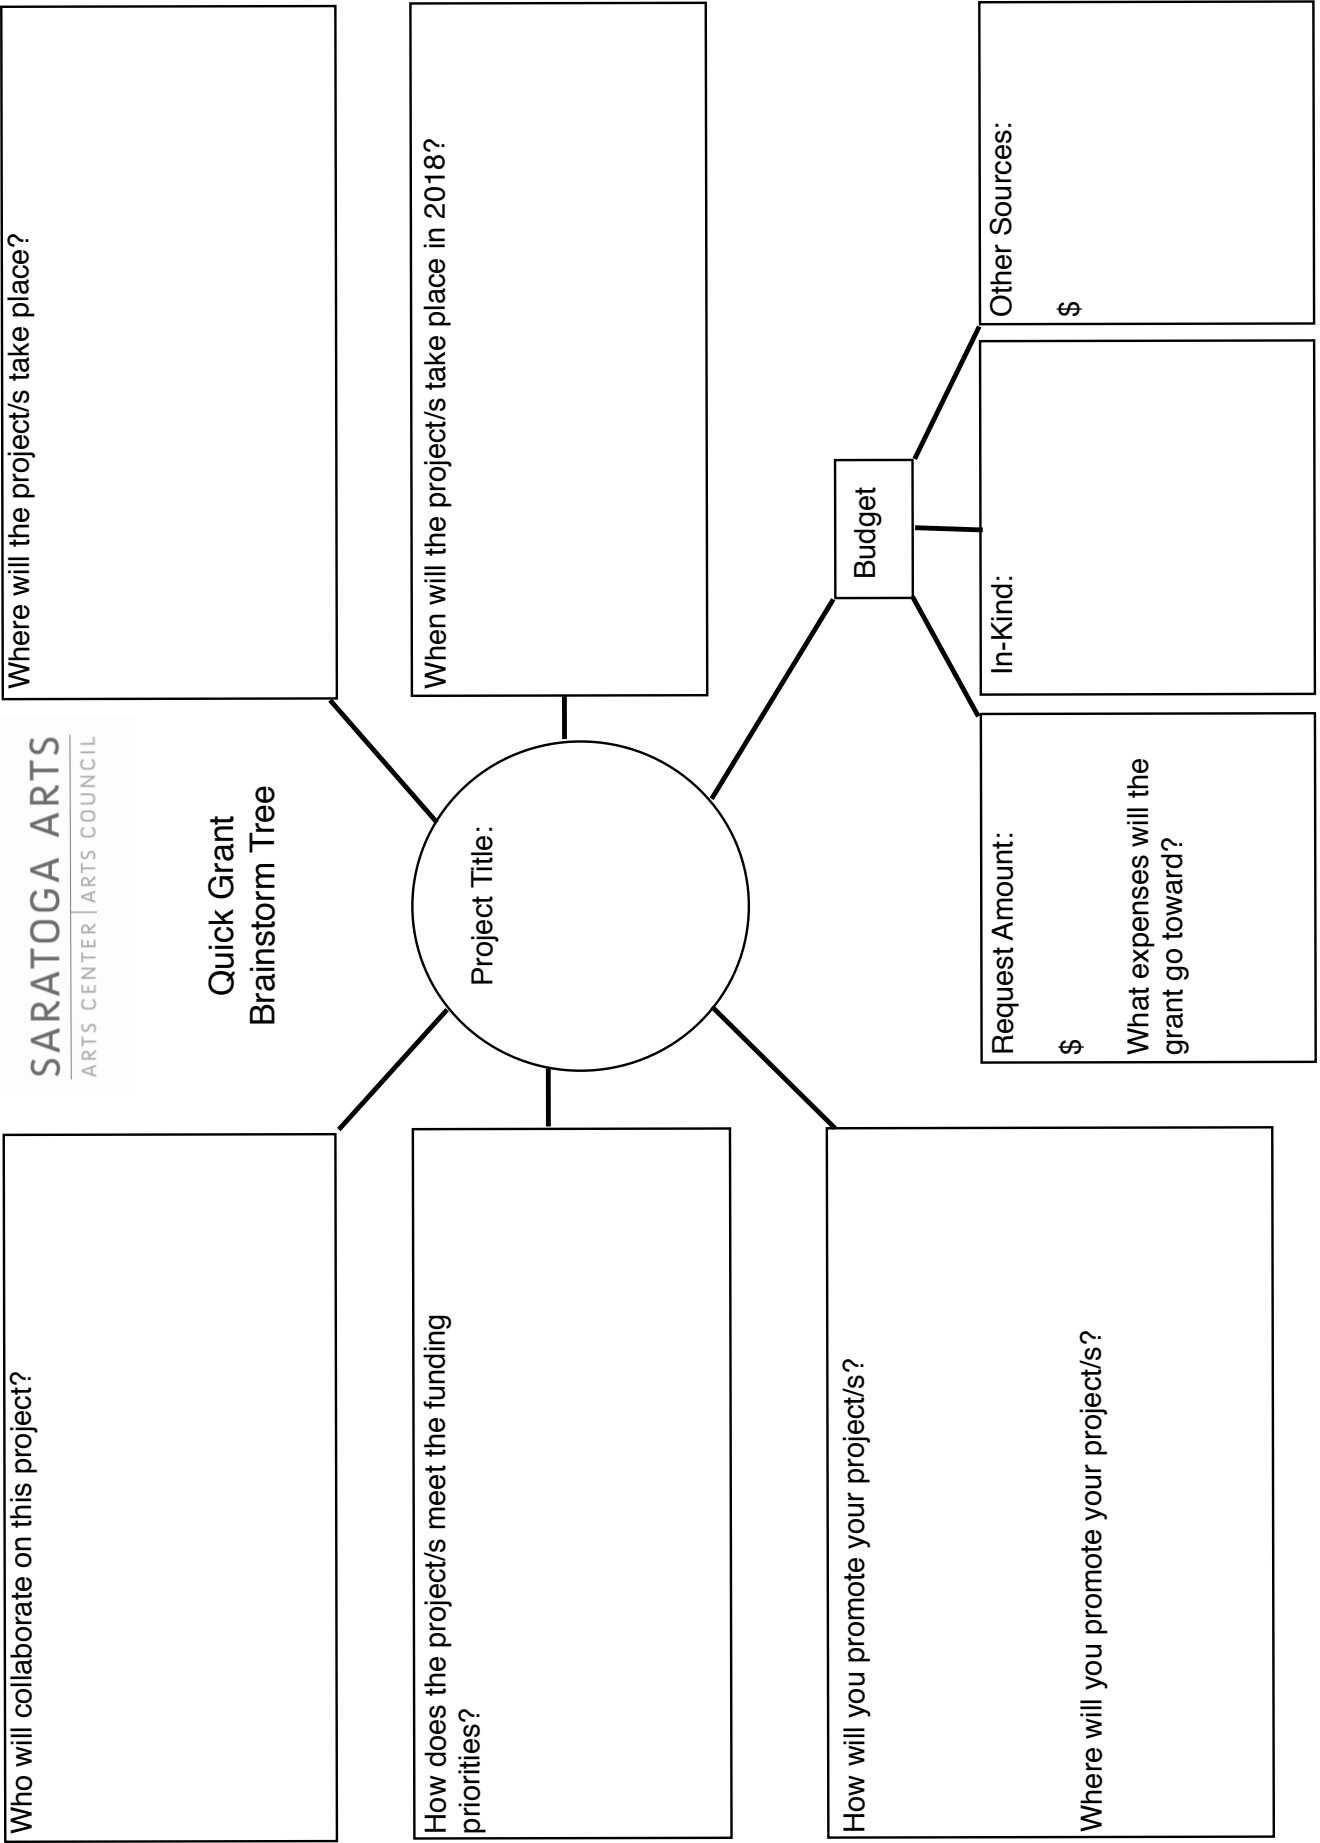 SARATOGA ARTS
ARTS CENTER | ARTS COUNCIL
Quick Grant
Brainstorm Tree
Who will collaborate on this project?
Where will the project/s take place?
Project Title:
How does the project/s meet the funding
priorities?
When will the project/s take place in 2018?
How will you promote your project/s?
Where will you promote your project/s?
Budget
Request Amount:
$
What expenses will the
grant go toward?
In-Kind:
Other Sources:
$